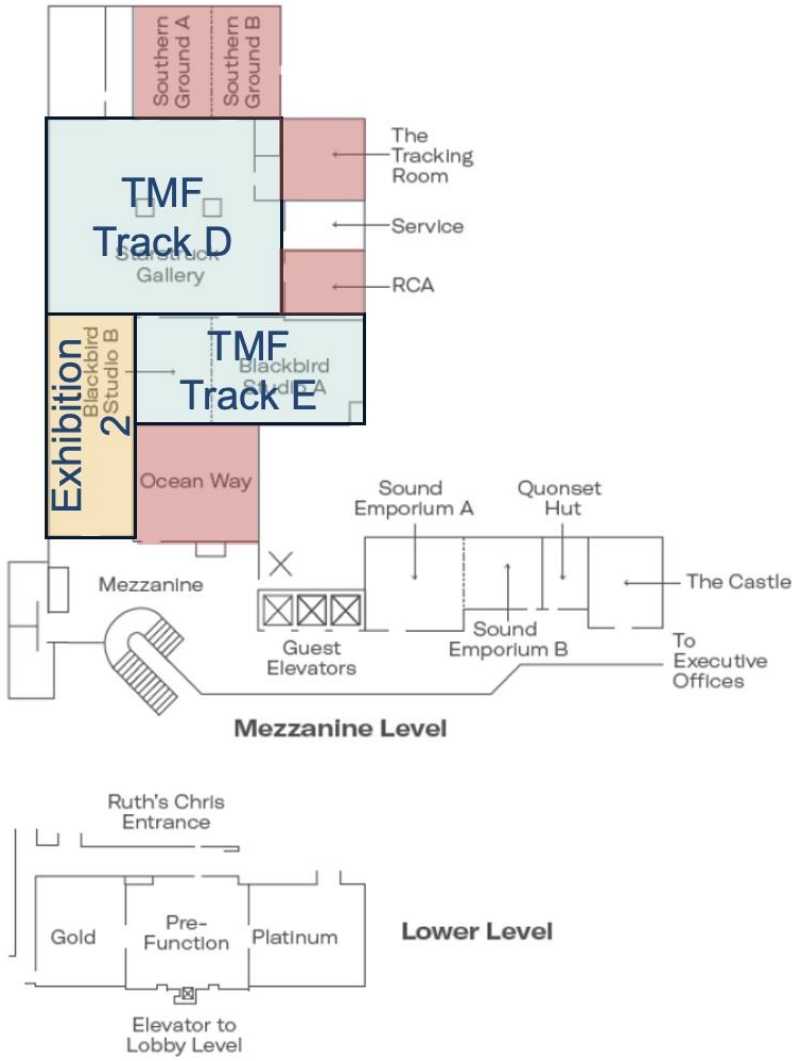 Southern
Ground A
Southern
Ground B
The
Tracking
Room
TMF
Track D
Starstruck
Gallery
Service
RCA
Exhibition
2
Blackbird
Studio B
TMF
Track E
Blackbird
Studio A
Ocean Way
Sound
Emporium A
Quonset
Hut
Mezzanine
The Castle
Guest
Elevators
Sound
Emporium B
To
Executive
Offices
Mezzanine Level
Ruth's Chris
Entrance
Gold
Pre-
Function
Platinum
Lower Level
Elevator to
Lobby Level